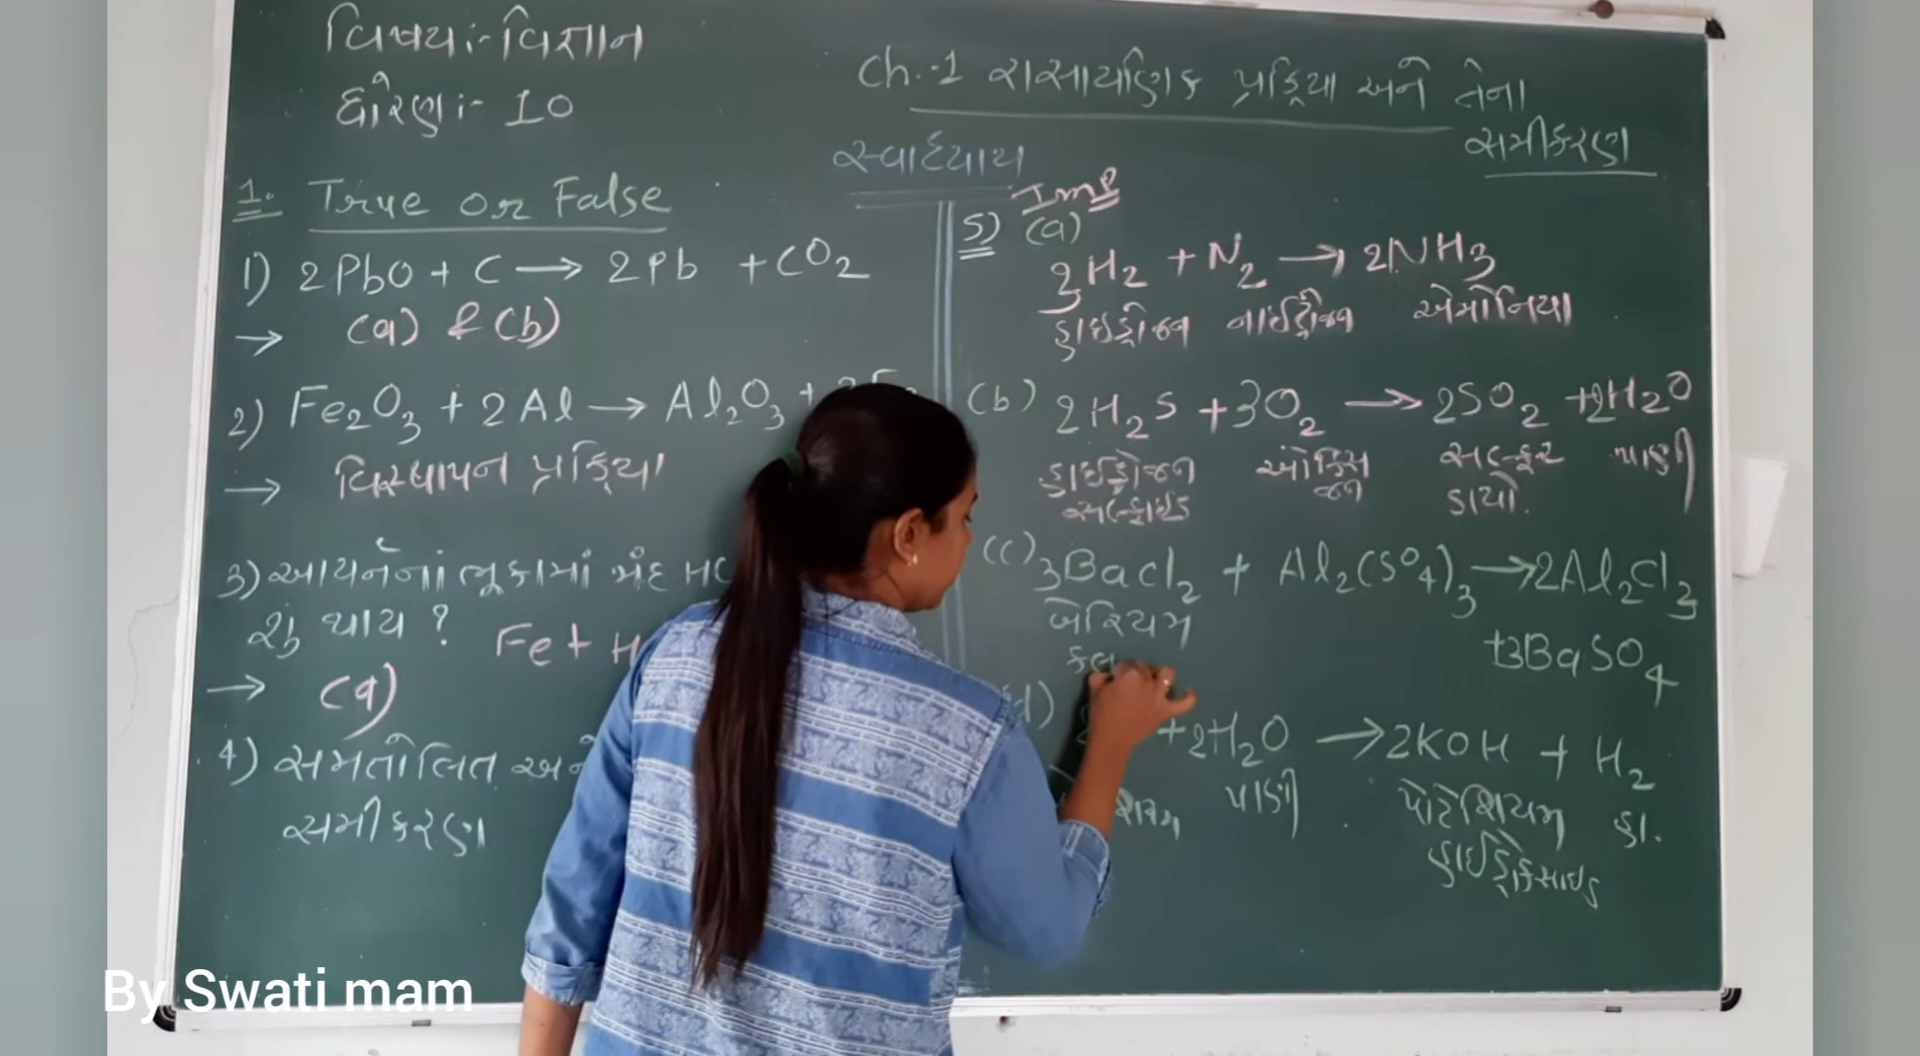 વિષય:- વિજ્ઞાન
ધોરણ:- 10
Ch.-1 રાસાયણિક પ્રક્રિયા અને તેના
સમીકરણ
સ્વાધ્યાય
1. True or False
1) 2PbO + C → 2Pb + CO2
→ (a) & (b)
2) Fe2O3 + 2Al → Al2O3 +
→ વિસ્થાપન પ્રક્રિયા
3) આયર્નનાં ભૂકામાં મંદ
શું થાય ? Fe +
→ (a)
4) સમતોલિત
સમીકરણ
5) Imp
(a)
3H2 + N2 → 2NH3
હાઇડ્રોજન નાઇટ્રોજન એમોનિયા
(b) 2H2S + 3O2 → 2SO2 + 2H2O
હાઇડ્રોજન ઓક્સિ સલ્ફર પાણી
સલ્ફાઇડ જન ડાયો.
(c) 3BaCl2 + Al2(SO4)3 → 2Al2Cl3
બેરિયમ +3BaSO4
+2H2O → 2KOH + H2
પાણી પોટેશિયમ હા.
હાઇડ્રોક્સાઇડ
By Swati mam